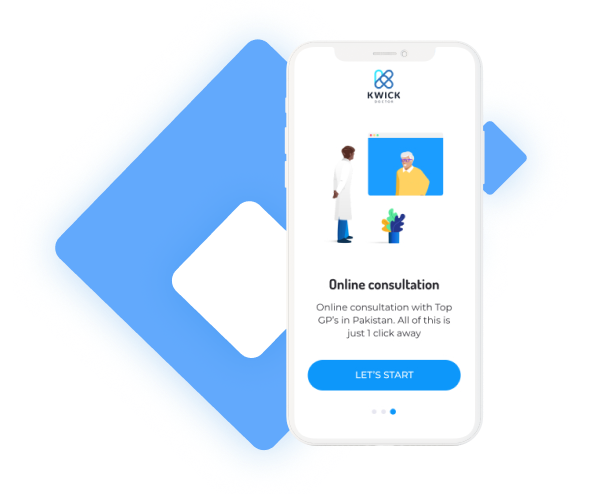 KWICK
DOCTOR
Online consultation
Online consultation with Top
GP's in Pakistan. All of this is
just 1 click away
LET'S START